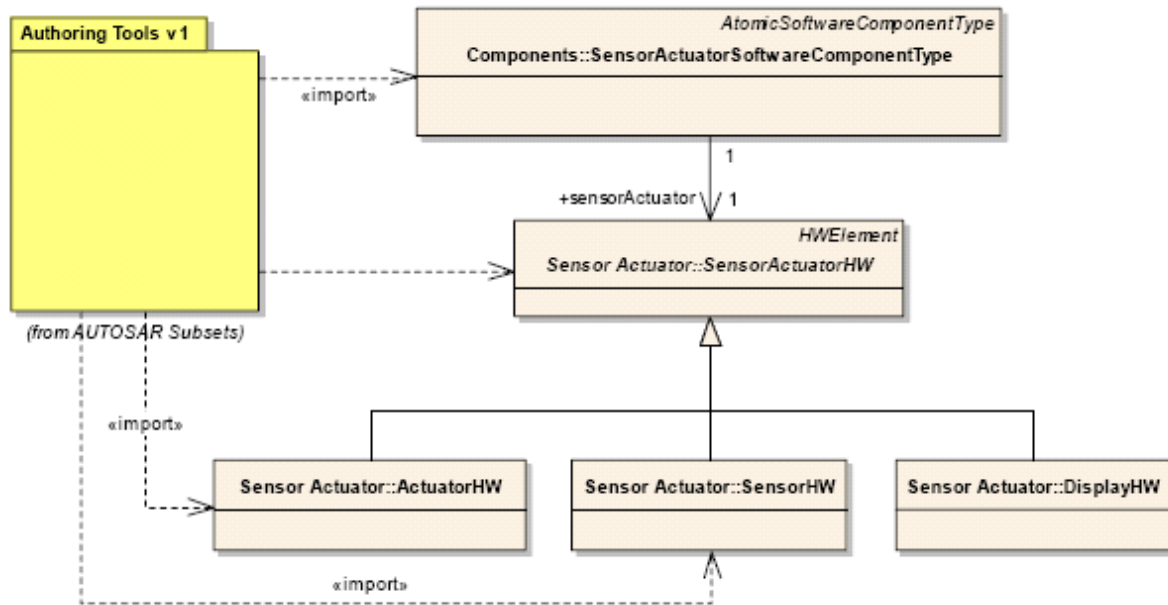 Authoring Tools v1
AtomicSoftwareComponentType
Components::SensorActuatorSoftwareComponentType
«import»
1
+sensorActuator
1
HWElement
Sensor Actuator::SensorActuatorHW
(from AUTOSAR Subsets)
«import»
Sensor Actuator::ActuatorHW
Sensor Actuator::SensorHW
Sensor Actuator::DisplayHW
«import»